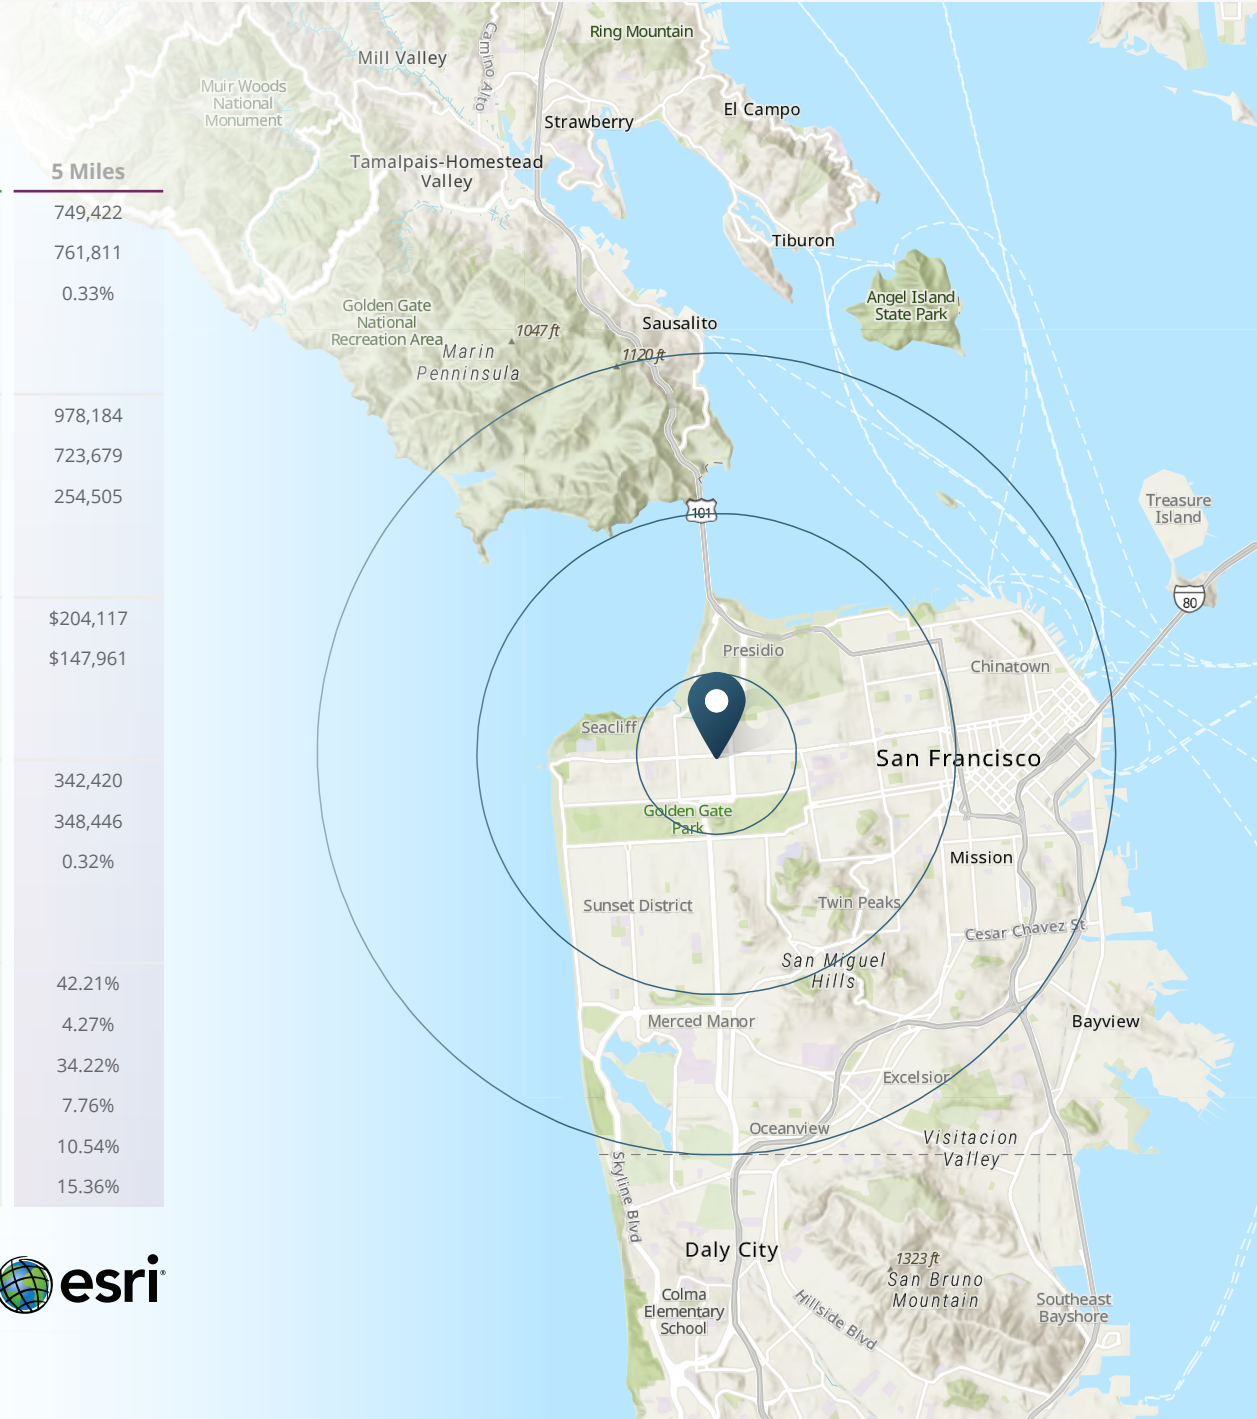 5 Miles
749,422
761,811
0.33%
978,184
723,679
254,505
$204,117
$147,961
342,420
348,446
0.32%
42.21%
4.27%
34.22%
7.76%
10.54%
15.36%
esri®
Ring Mountain
Mill Valley
Camino Alto
Muir Woods
National
Monument
El Campo
Strawberry
Tamalpais-Homestead
Valley
Tiburon
Angel Island
State Park
Golden Gate
National
Recreation Area
1047 ft
Sausalito
Marin
Penninsula
1120 ft
Treasure
Island
101
80
Presidio
Chinatown
Seacliff
San Francisco
Golden Gate
Park
Mission
Sunset District
Twin Peaks
Cesar Chavez St
San Miguel
Hills
Merced Manor
Bayview
Excelsior
Oceanview
Visitacion
Valley
Skyline Blvd
Daly City
1323 ft
San Bruno
Mountain
Colma
Elementary
School
Hillside Blvd
Southeast
Bayshore